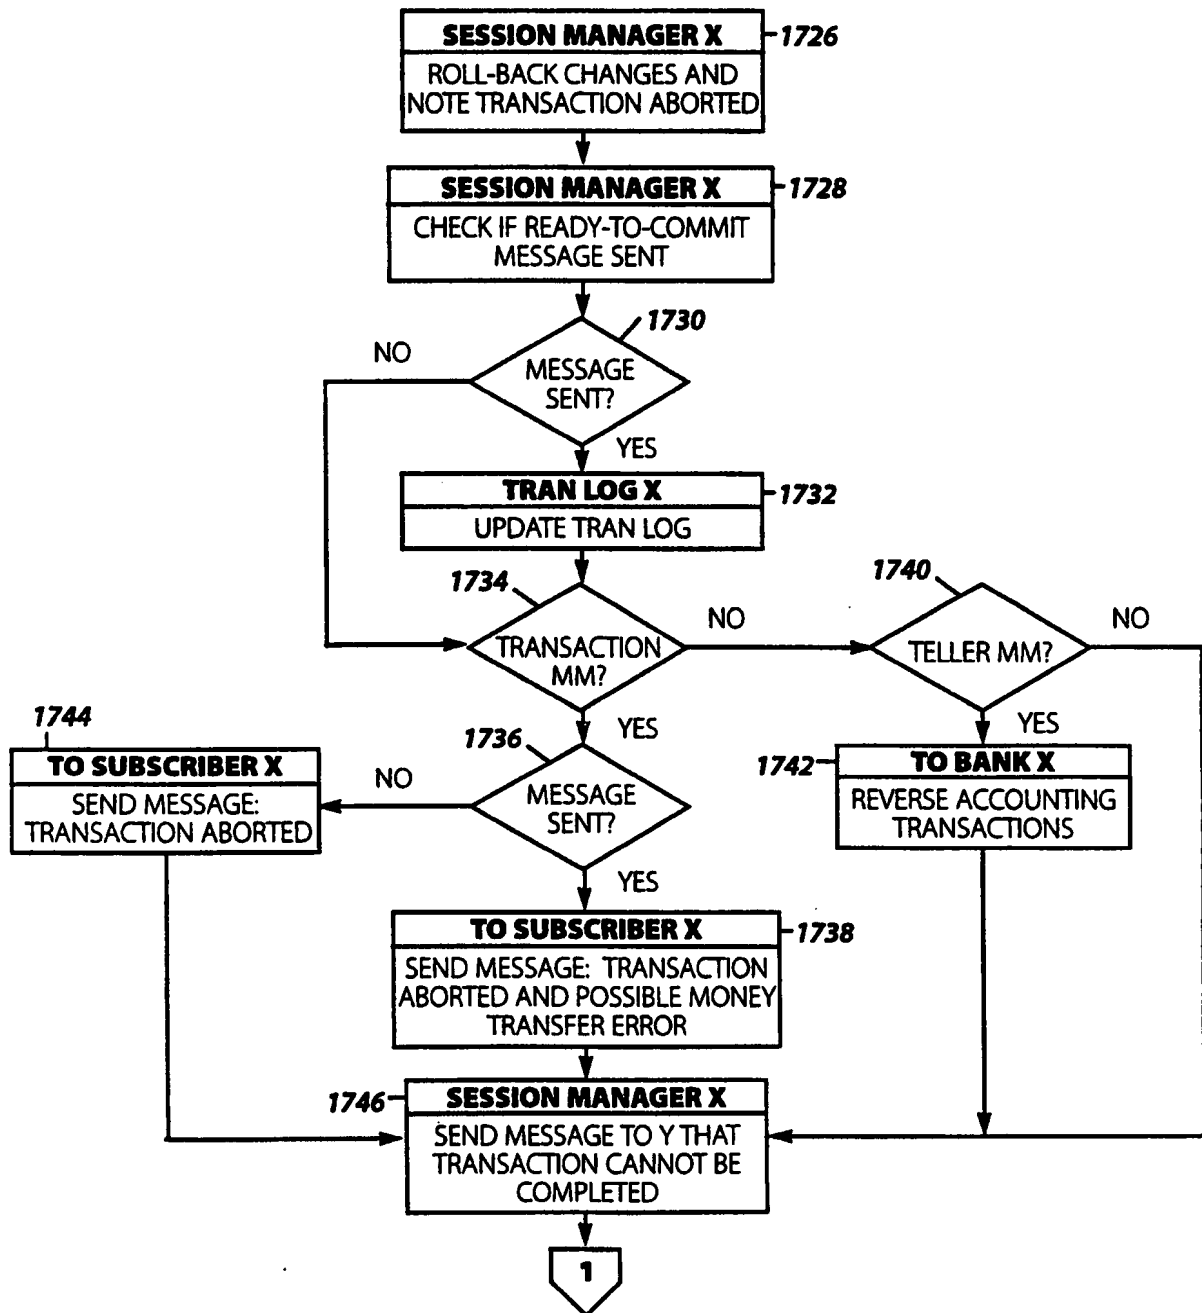 SESSION MANAGER X
1726
ROLL-BACK CHANGES AND
NOTE TRANSACTION ABORTED
SESSION MANAGER X
1728
CHECK IF READY-TO-COMMIT
MESSAGE SENT
1730
NO
MESSAGE
SENT?
YES
TRAN LOG X
1732
UPDATE TRAN LOG
1734
TRANSACTION
MM?
NO
1740
TELLER MM?
NO
YES
YES
1744
TO SUBSCRIBER X
SEND MESSAGE:
TRANSACTION ABORTED
NO
1736
MESSAGE
SENT?
1742
TO BANK X
REVERSE ACCOUNTING
TRANSACTIONS
YES
TO SUBSCRIBER X
1738
SEND MESSAGE: TRANSACTION
ABORTED AND POSSIBLE MONEY
TRANSFER ERROR
1746
SESSION MANAGER X
SEND MESSAGE TO Y THAT
TRANSACTION CANNOT BE
COMPLETED
1